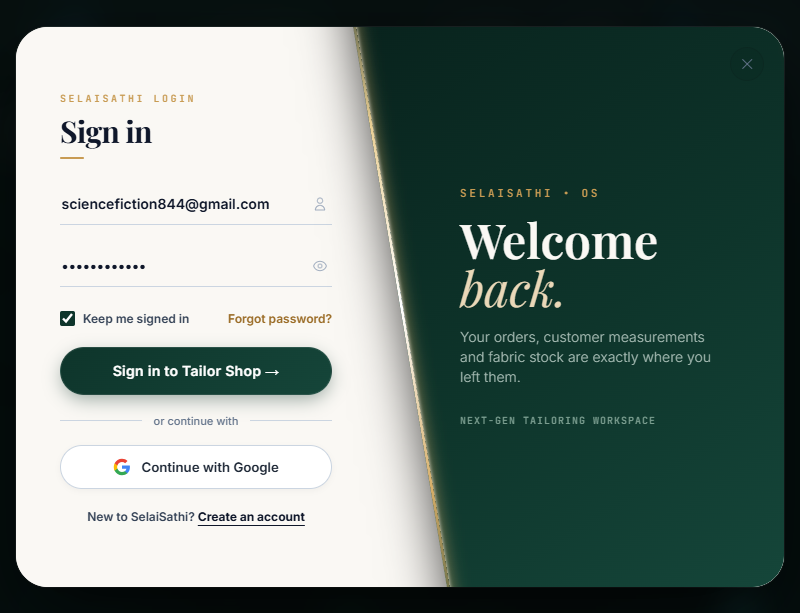 SELAISATHI LOGIN
Sign in
sciencefiction844@gmail.com
••••••••••••
Keep me signed in
Forgot password?
Sign in to Tailor Shop →
or continue with
Continue with Google
New to SelaiSathi? Create an account
SELAISATHI • OS
Welcome
back.
Your orders, customer measurements
and fabric stock are exactly where you
left them.
NEXT-GEN TAILORING WORKSPACE